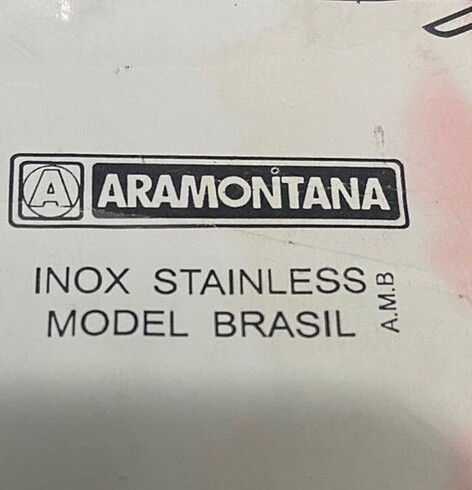 A ARAMONTANA
INOX STAINLESS
MODEL BRASIL
A.M.B